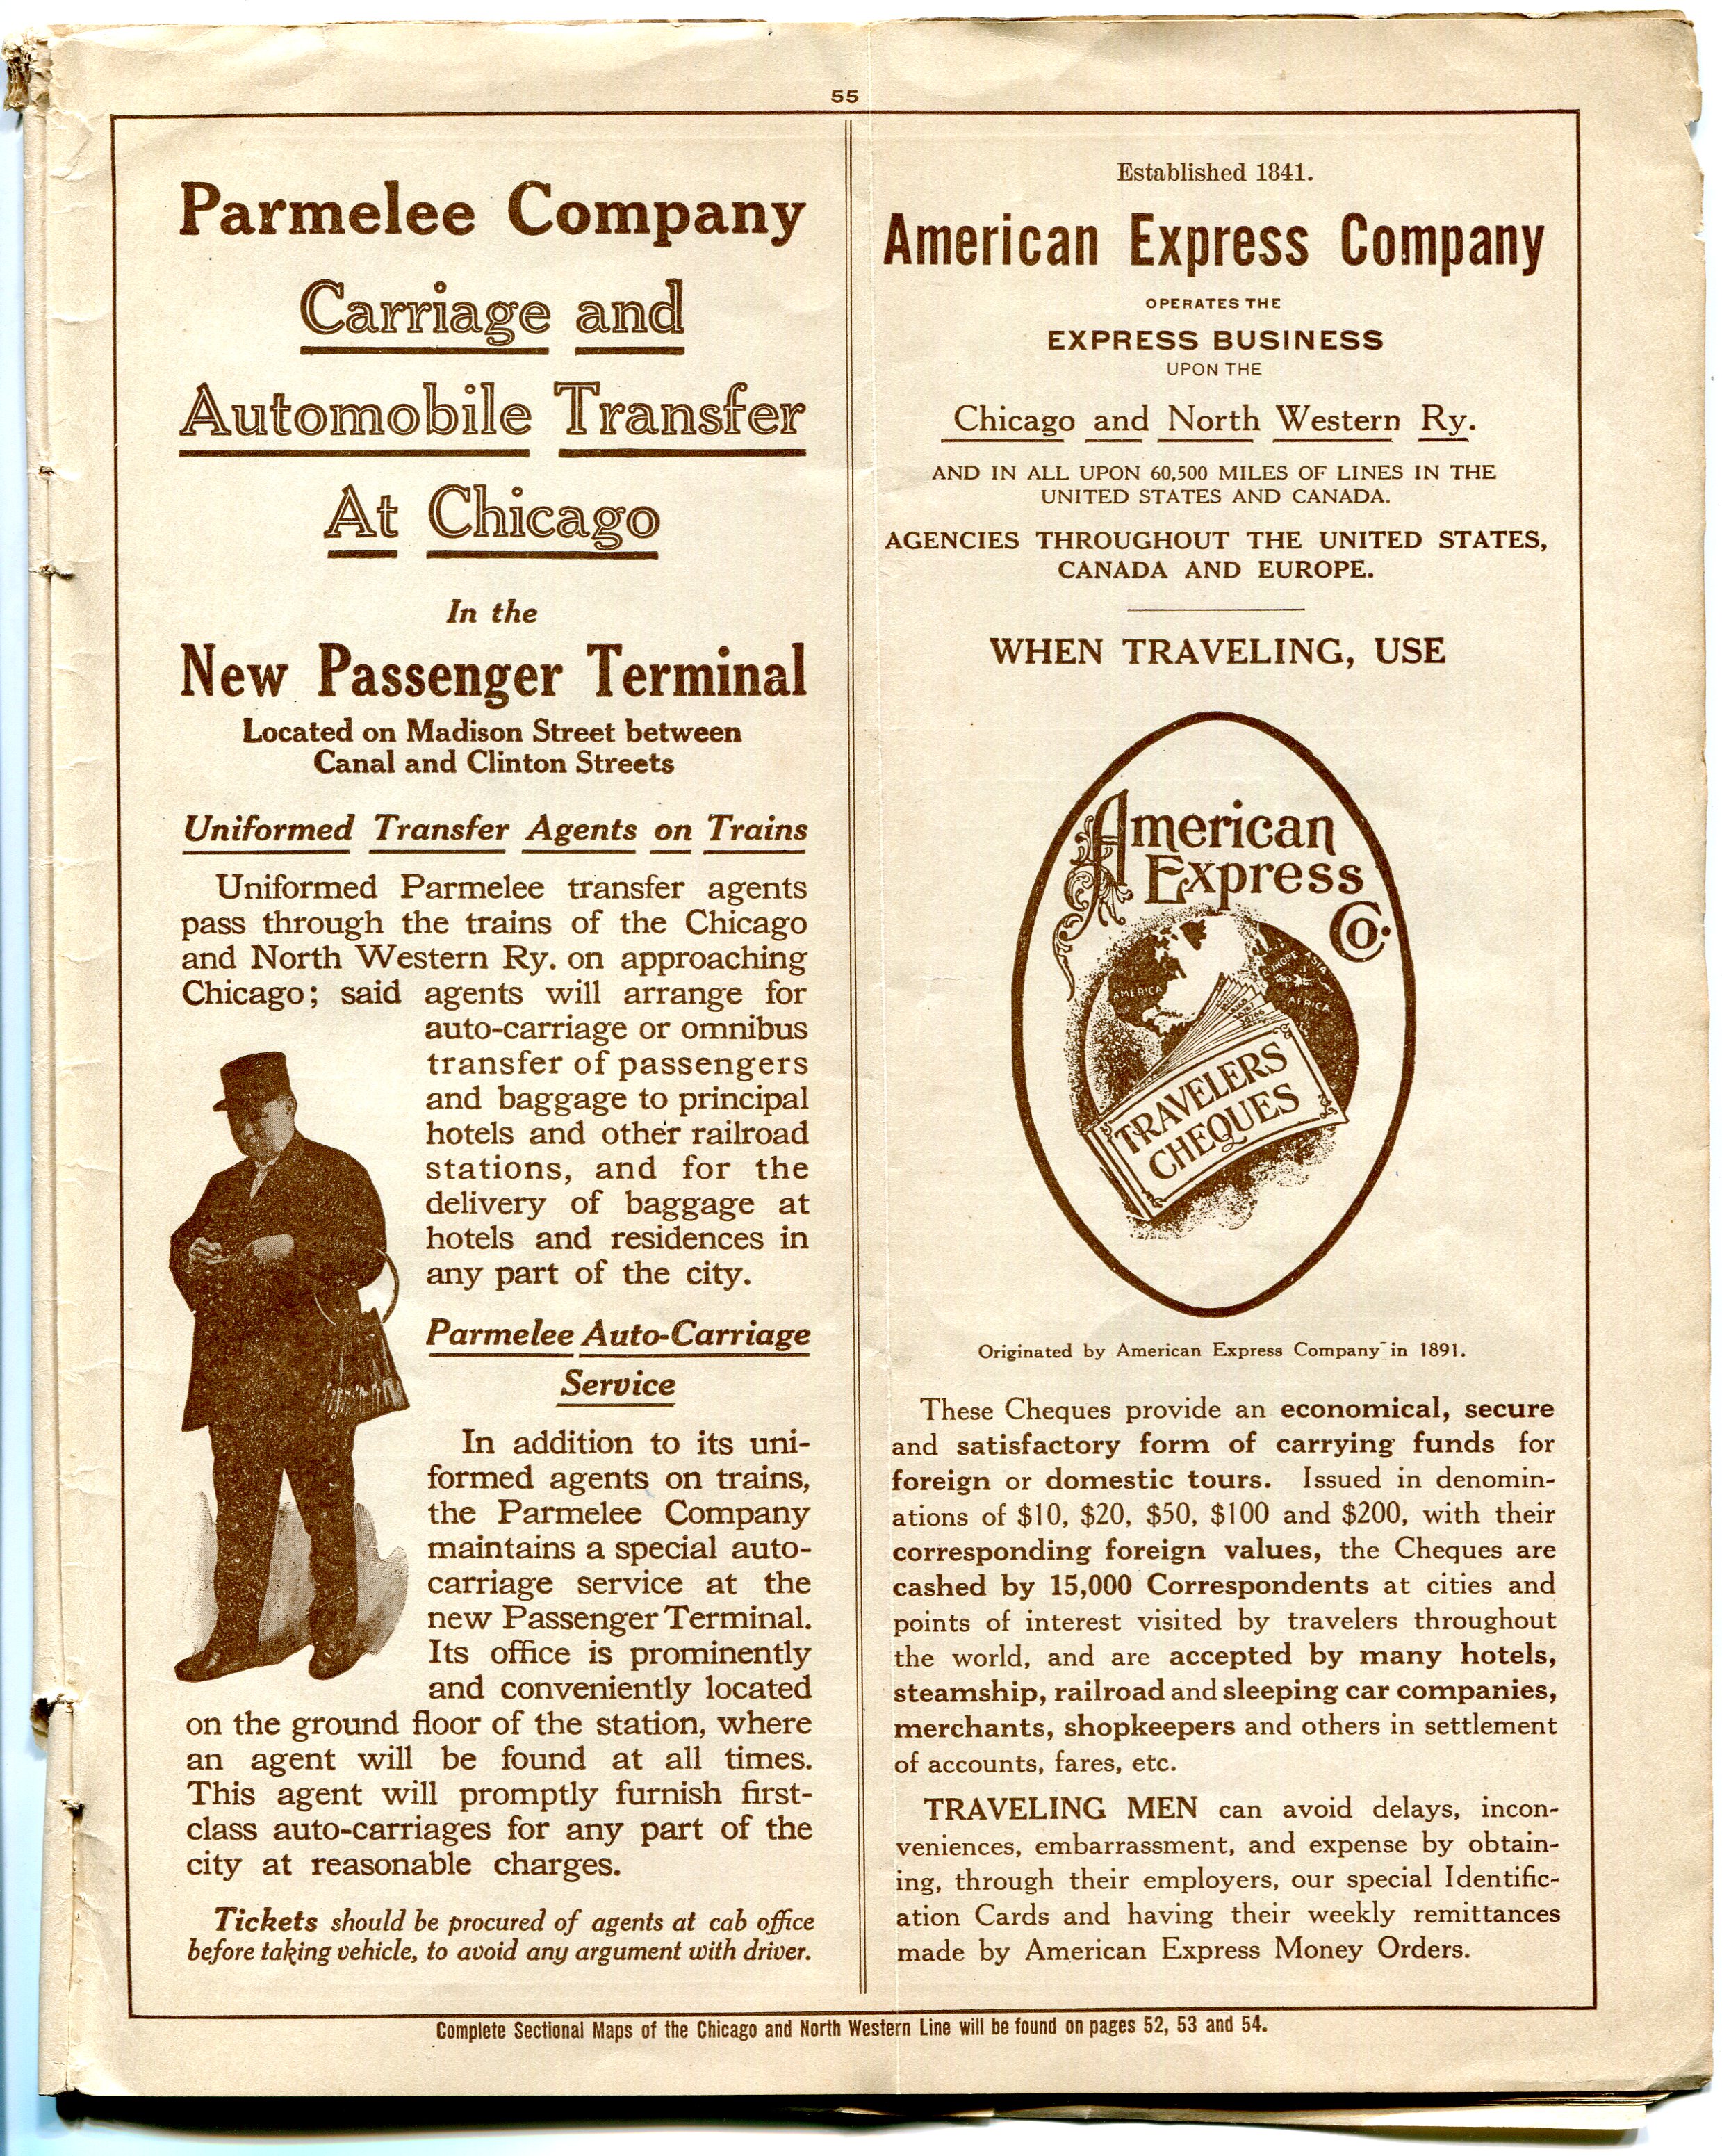 55
Parmelee Company
Carriage and
Automobile Transfer
At Chicago
In the
New Passenger Terminal
Located on Madison Street between
Canal and Clinton Streets
Uniformed Transfer Agents on Trains
Uniformed Parmelee transfer agents
pass through the trains of the Chicago
and North Western Ry. on approaching
Chicago; said agents will arrange for
auto-carriage or omnibus
transfer of passengers
and baggage to principal
hotels and other railroad
stations, and for the
delivery of baggage at
hotels and residences in
any part of the city.
Parmelee Auto-Carriage
Service
In addition to its uni-
formed agents on trains,
the Parmelee Company
maintains a special auto-
carriage service at the
new Passenger Terminal.
Its office is prominently
and conveniently located
on the ground floor of the station, where
an agent will be found at all times.
This agent will promptly furnish first-
class auto-carriages for any part of the
city at reasonable charges.
Tickets should be procured of agents at cab office
before taking vehicle, to avoid any argument with driver.
Established 1841.
American Express Company
OPERATES THE
EXPRESS BUSINESS
UPON THE
Chicago and North Western Ry.
AND IN ALL UPON 60,500 MILES OF LINES IN THE
UNITED STATES AND CANADA.
AGENCIES THROUGHOUT THE UNITED STATES,
CANADA AND EUROPE.
WHEN TRAVELING, USE
American
Express
Co.
EUROPE ASIA
AMERICA
AFRICA
TRAVELERS
CHEQUES
Originated by American Express Company in 1891.
These Cheques provide an economical, secure
and satisfactory form of carrying funds for
foreign or domestic tours. Issued in denomin-
ations of $10, $20, $50, $100 and $200, with their
corresponding foreign values, the Cheques are
cashed by 15,000 Correspondents at cities and
points of interest visited by travelers throughout
the world, and are accepted by many hotels,
steamship, railroad and sleeping car companies,
merchants, shopkeepers and others in settlement
of accounts, fares, etc.
TRAVELING MEN can avoid delays, incon-
veniences, embarrassment, and expense by obtain-
ing, through their employers, our special Identific-
ation Cards and having their weekly remittances
made by American Express Money Orders.
Complete Sectional Maps of the Chicago and North Western Line will be found on pages 52, 53 and 54.